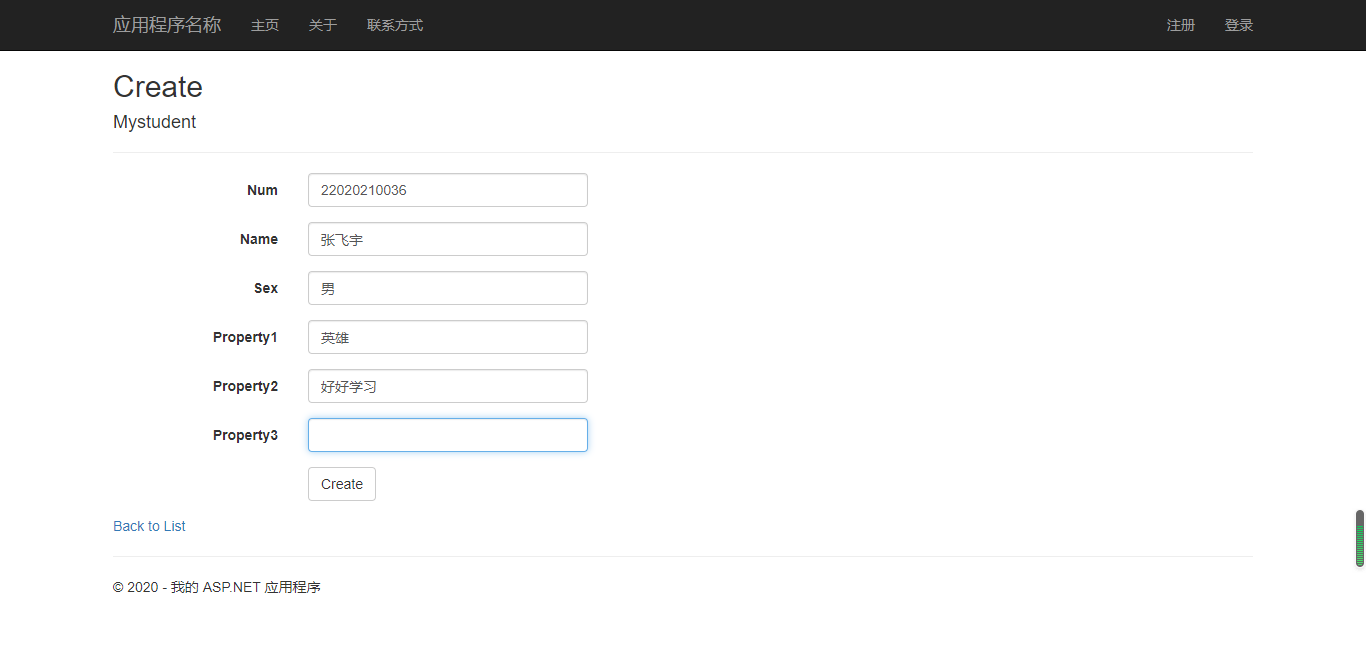 应用程序名称 主页 关于 联系方式 注册 登录
Create
Mystudent
Num 22020210036
Name 张飞宇
Sex 男
Property1 英雄
Property2 好好学习
Property3
Create
Back to List
© 2020 - 我的 ASP.NET 应用程序